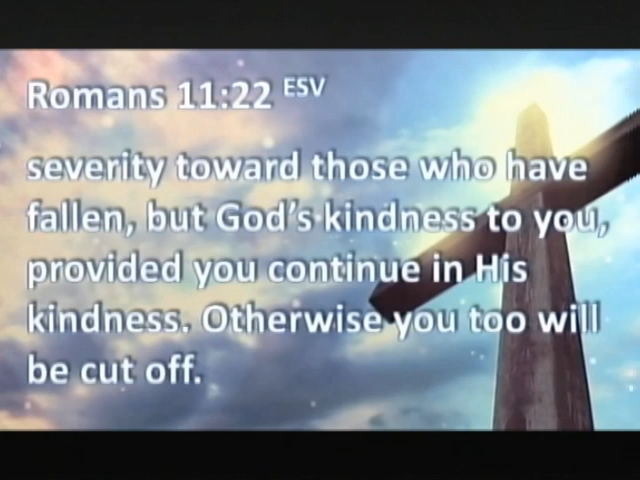 Romans 11:22 ESV
severity toward those who have
fallen, but God's kindness to you,
provided you continue in His
kindness. Otherwise you too will
be cut off.